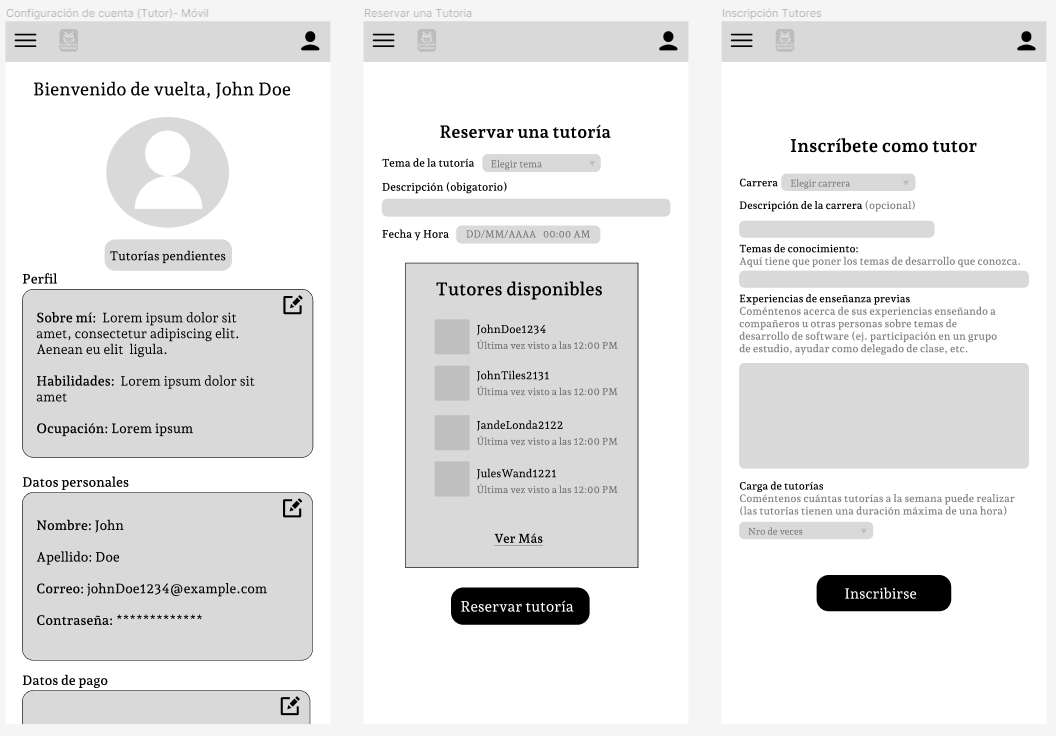 Configuración de cuenta (Tutor)- Móvil
Bienvenido de vuelta, John Doe
Tutorías pendientes
Perfil
Sobre mí: Lorem ipsum dolor sit
amet, consectetur adipiscing elit.
Aenean eu elit ligula.
Habilidades: Lorem ipsum dolor sit
amet
Ocupación: Lorem ipsum
Datos personales
Nombre: John
Apellido: Doe
Correo: johnDoe1234@example.com
Contraseña: *************
Datos de pago
Reservar una Tutoria
Reservar una tutoría
Tema de la tutoría Elegir tema
Descripción (obigatorio)
Fecha y Hora DD/MM/AAAA 00:00 AM
Tutores disponibles
JohnDoe1234
Última vez visto a las 12:00 PM
JohnTiles2131
Última vez visto a las 12:00 PM
JandeLonda2122
Última vez visto a las 12:00 PM
JulesWand1221
Última vez visto a las 12:00 PM
Ver Más
Reservar tutoría
Inscripción Tutores
Inscríbete como tutor
Carrera Elegir carrera
Descripción de la carrera (opcional)
Temas de conocimiento:
Aquí tiene que poner los temas de desarrollo que conozca.
Experiencias de enseñanza previas
Coméntenos acerca de sus experiencias enseñando a
compañeros u otras personas sobre temas de
desarrollo de software (ej. participación en un grupo
de estudio, ayudar como delegado de clase, etc.
Carga de tutorías
Coméntenos cuántas tutorías a la semana puede realizar
(las tutorías tienen una duración máxima de una hora)
Nro de veces
Inscribirse